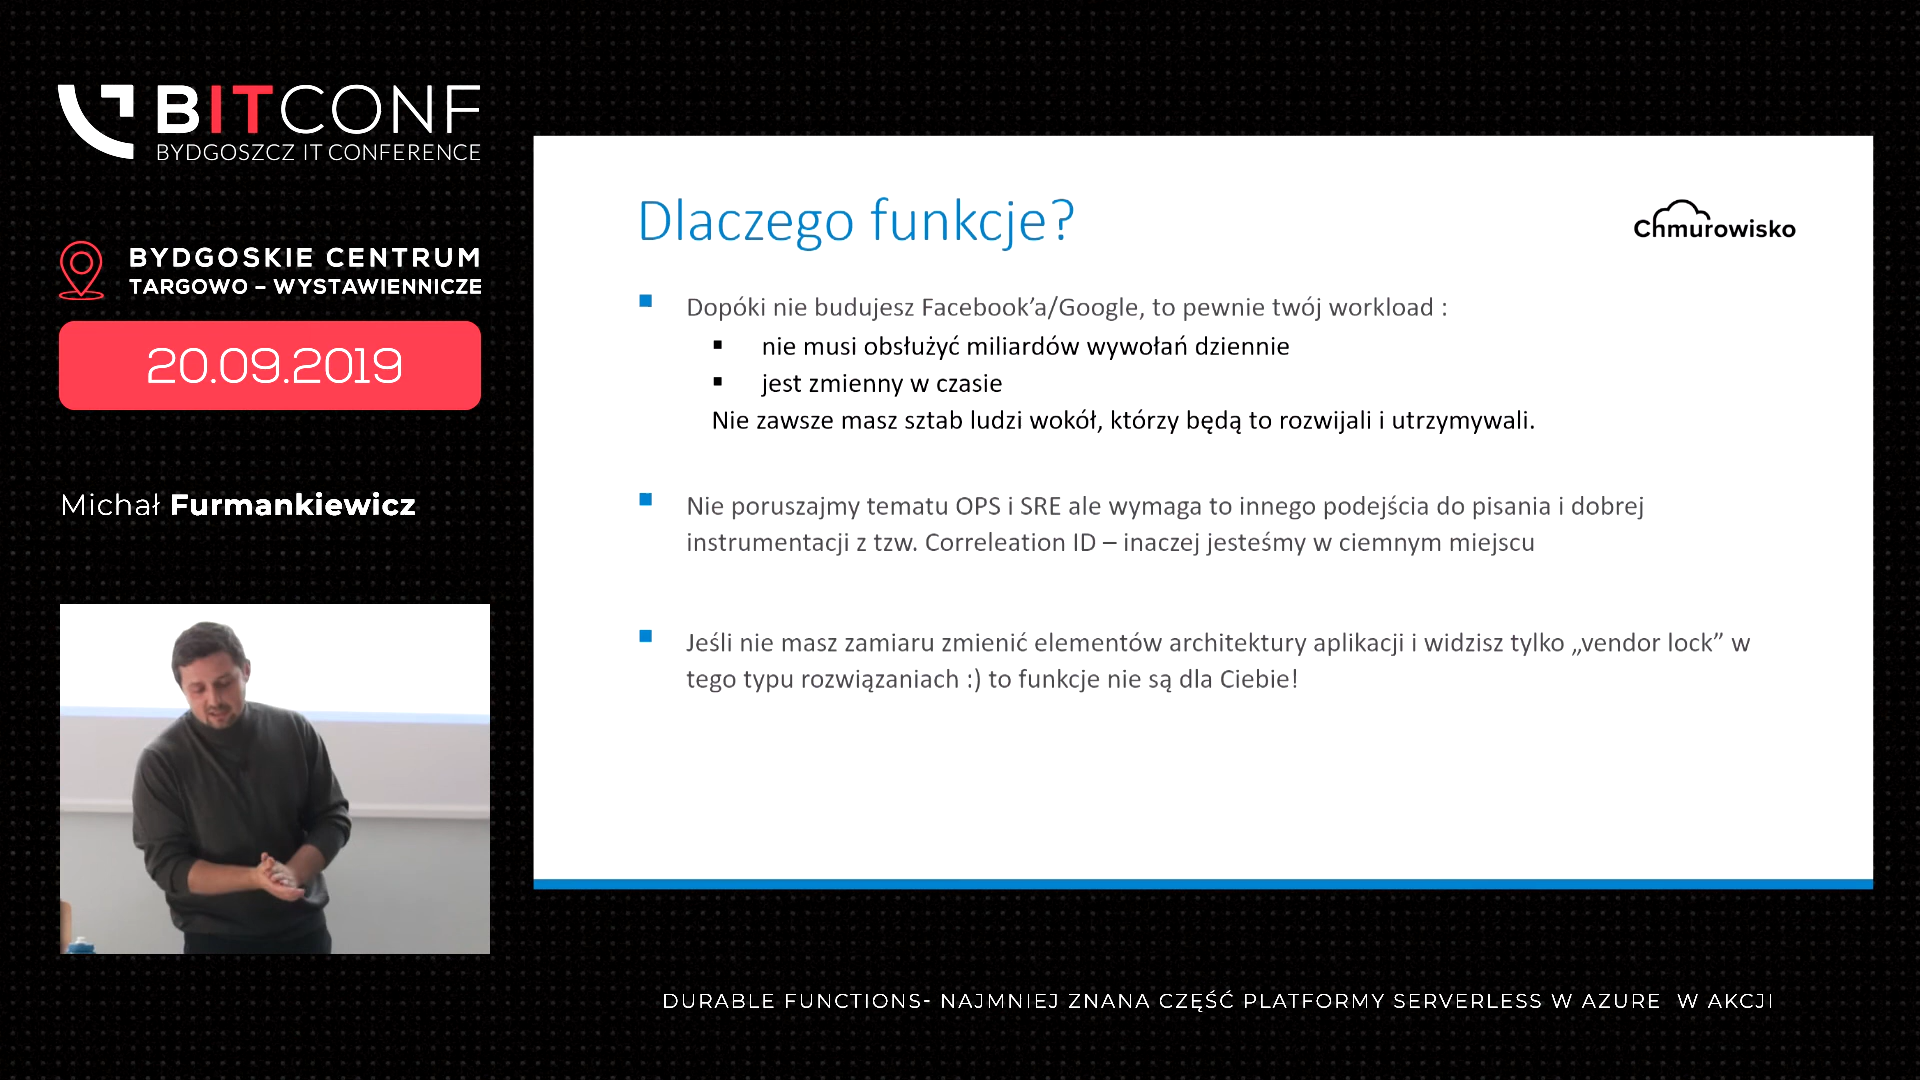 BITCONF
BYDGOSZCZ IT CONFERENCE
BYDGOSKIE CENTRUM
TARGOWO – WYSTAWIENNICZE
20.09.2019
Michał Furmankiewicz
Dlaczego funkcje?
Chmurowisko
Dopóki nie budujesz Facebook’a/Google, to pewnie twój workload :
nie musi obsłużyć miliardów wywołań dziennie
jest zmienny w czasie
Nie zawsze masz sztab ludzi wokół, którzy będą to rozwijali i utrzymywali.
Nie poruszajmy tematu OPS i SRE ale wymaga to innego podejścia do pisania i dobrej
instrumentacji z tzw. Correleation ID – inaczej jesteśmy w ciemnym miejscu
Jeśli nie masz zamiaru zmienić elementów architektury aplikacji i widzisz tylko „vendor lock” w
tego typu rozwiązaniach :) to funkcje nie są dla Ciebie!
DURABLE FUNCTIONS- NAJMNIEJ ZNANA CZĘŚĆ PLATFORMY SERVERLESS W AZURE  W AKCJI